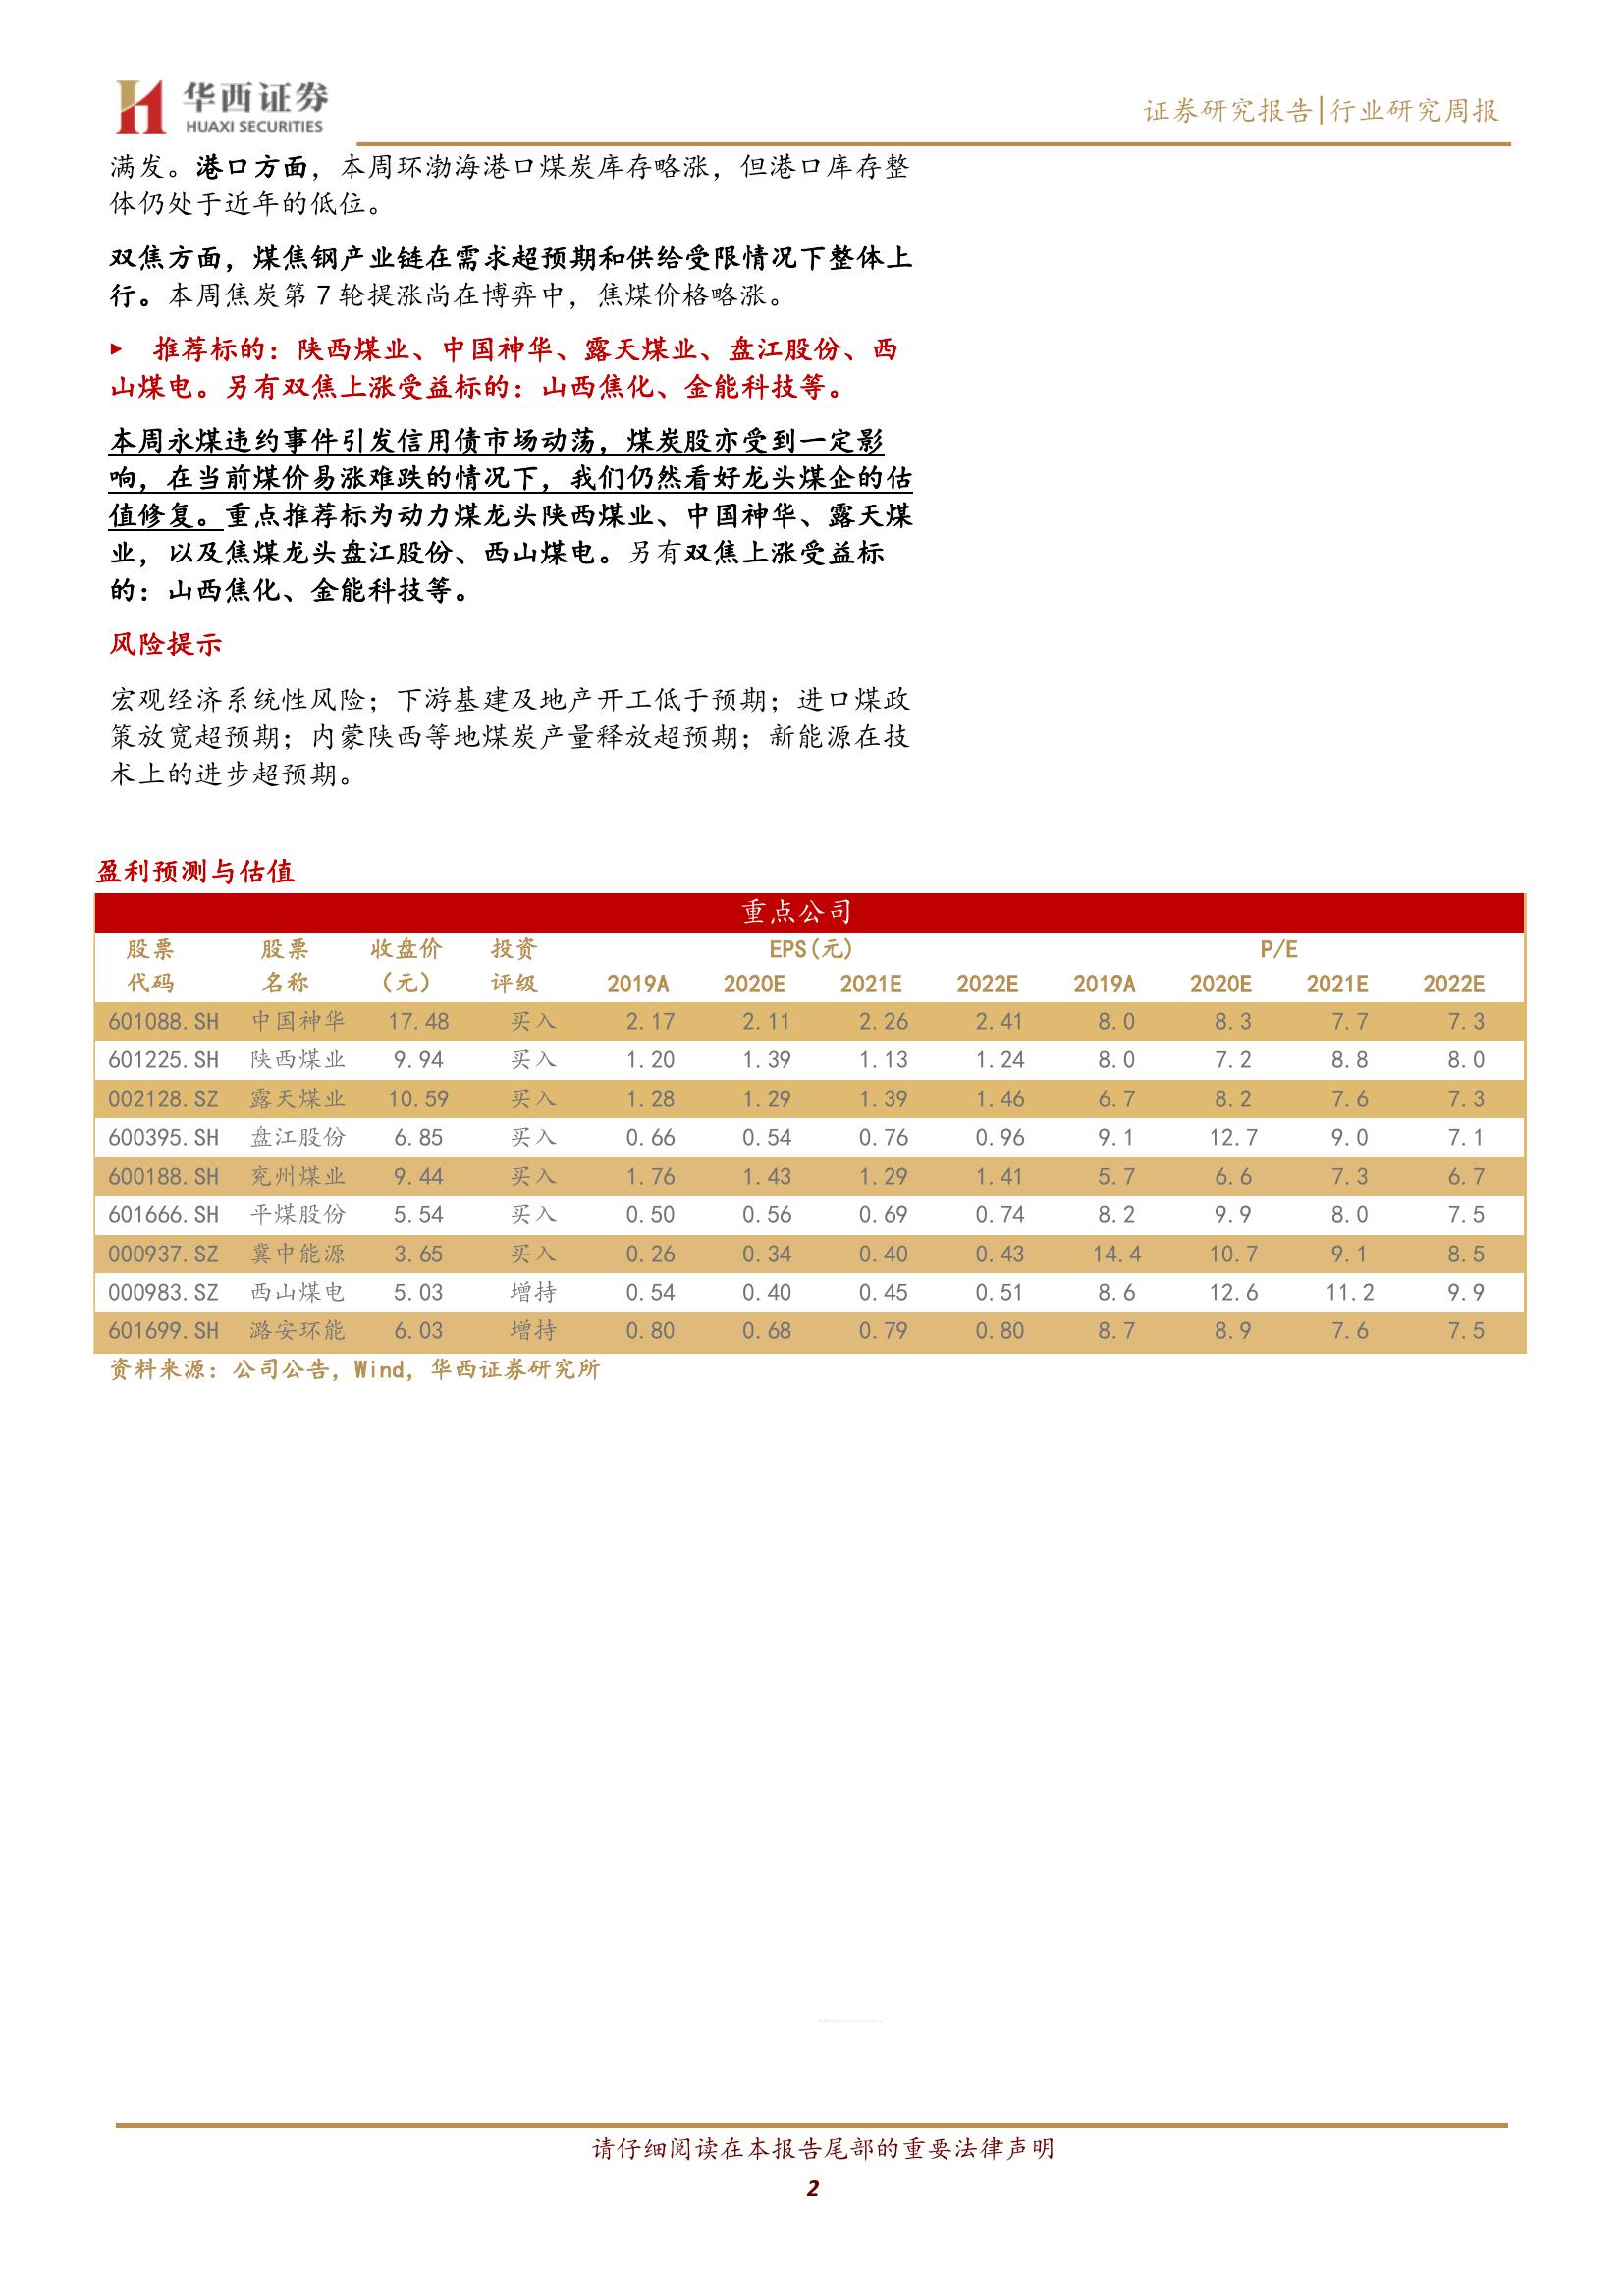 华西证券
HUAXI SECURITIES
证券研究报告|行业研究周报
满发。港口方面，本周环渤海港口煤炭库存略涨，但港口库存整
体仍处于近年的低位。
双焦方面，煤焦钢产业链在需求超预期和供给受限情况下整体上
行。本周焦炭第 7 轮提涨尚在博弈中，焦煤价格略涨。
▶ 推荐标的：陕西煤业、中国神华、露天煤业、盘江股份、西
山煤电。另有双焦上涨受益标的：山西焦化、金能科技等。
本周永煤违约事件引发信用债市场动荡，煤炭股亦受到一定影
响，在当前煤价易涨难跌的情况下，我们仍然看好龙头煤企的估
值修复。重点推荐标为动力煤龙头陕西煤业、中国神华、露天煤
业，以及焦煤龙头盘江股份、西山煤电。另有双焦上涨受益标
的：山西焦化、金能科技等。
风险提示
宏观经济系统性风险；下游基建及地产开工低于预期；进口煤政
策放宽超预期；内蒙陕西等地煤炭产量释放超预期；新能源在技
术上的进步超预期。
盈利预测与估值
重点公司
股票 股票 收盘价 投资 EPS(元) P/E
代码 名称 （元） 评级 2019A 2020E 2021E 2022E 2019A 2020E 2021E 2022E
601088.SH 中国神华 17.48 买入 2.17 2.11 2.26 2.41 8.0 8.3 7.7 7.3
601225.SH 陕西煤业 9.94 买入 1.20 1.39 1.13 1.24 8.0 7.2 8.8 8.0
002128.SZ 露天煤业 10.59 买入 1.28 1.29 1.39 1.46 6.7 8.2 7.6 7.3
600395.SH 盘江股份 6.85 买入 0.66 0.54 0.76 0.96 9.1 12.7 9.0 7.1
600188.SH 兖州煤业 9.44 买入 1.76 1.43 1.29 1.41 5.7 6.6 7.3 6.7
601666.SH 平煤股份 5.54 买入 0.50 0.56 0.69 0.74 8.2 9.9 8.0 7.5
000937.SZ 冀中能源 3.65 买入 0.26 0.34 0.40 0.43 14.4 10.7 9.1 8.5
000983.SZ 西山煤电 5.03 增持 0.54 0.40 0.45 0.51 8.6 12.6 11.2 9.9
601699.SH 潞安环能 6.03 增持 0.80 0.68 0.79 0.80 8.7 8.9 7.6 7.5
资料来源：公司公告，Wind，华西证券研究所
请仔细阅读在本报告尾部的重要法律声明
2